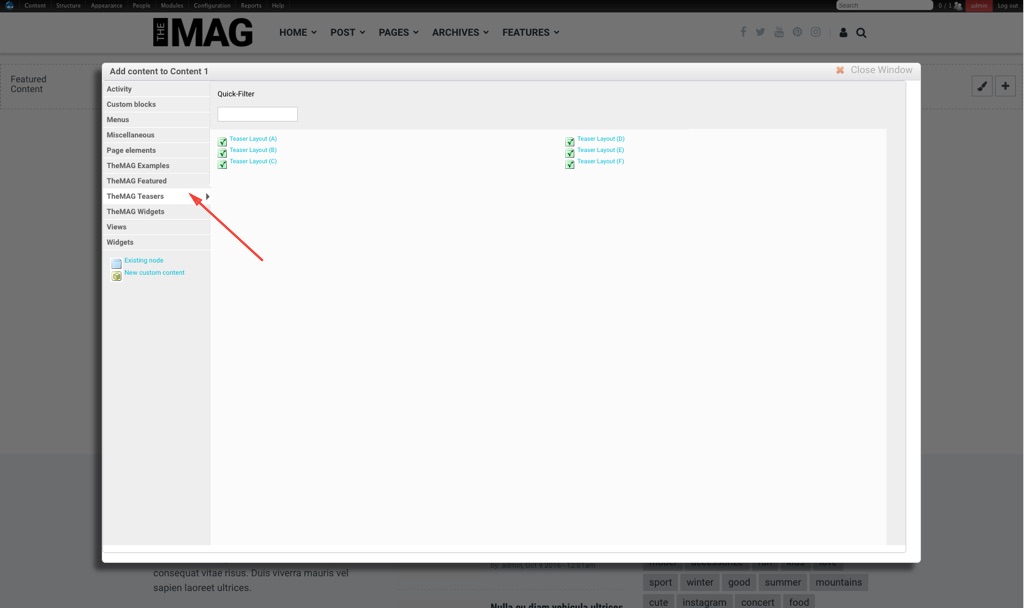 Content Structure Appearance People Modules Configuration Reports Help Search 0 / 1 admin Log out
THE MAG HOME POST PAGES ARCHIVES FEATURES
Featured
Content
Add content to Content 1
Close Window
Activity
Custom blocks
Menus
Miscellaneous
Page elements
TheMAG Examples
TheMAG Featured
TheMAG Teasers
TheMAG Widgets
Views
Widgets
Existing node
New custom content
Quick-Filter
Teaser Layout (A)
Teaser Layout (B)
Teaser Layout (C)
Teaser Layout (D)
Teaser Layout (E)
Teaser Layout (F)
consequat vitae risus. Duis viverra mauris vel
sapien laoreet ultrices.
Nulla eu diam vehicula ultrices
sport winter good summer mountains
cute instagram concert food